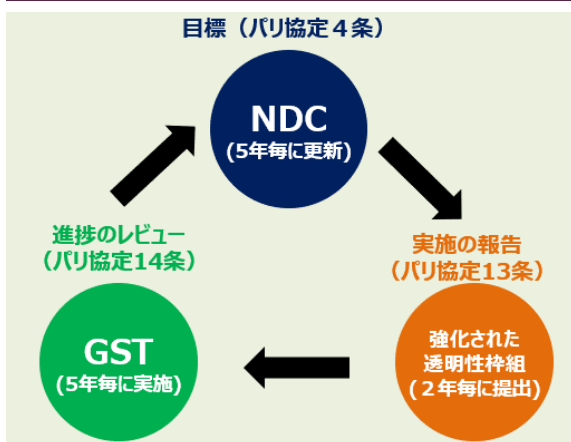 目標（パリ協定４条）
NDC
(5年毎に更新)
進捗のレビュー
（パリ協定14条）
実施の報告
（パリ協定13条）
GST
(5年毎に実施)
強化された
透明性枠組
(２年毎に提出)